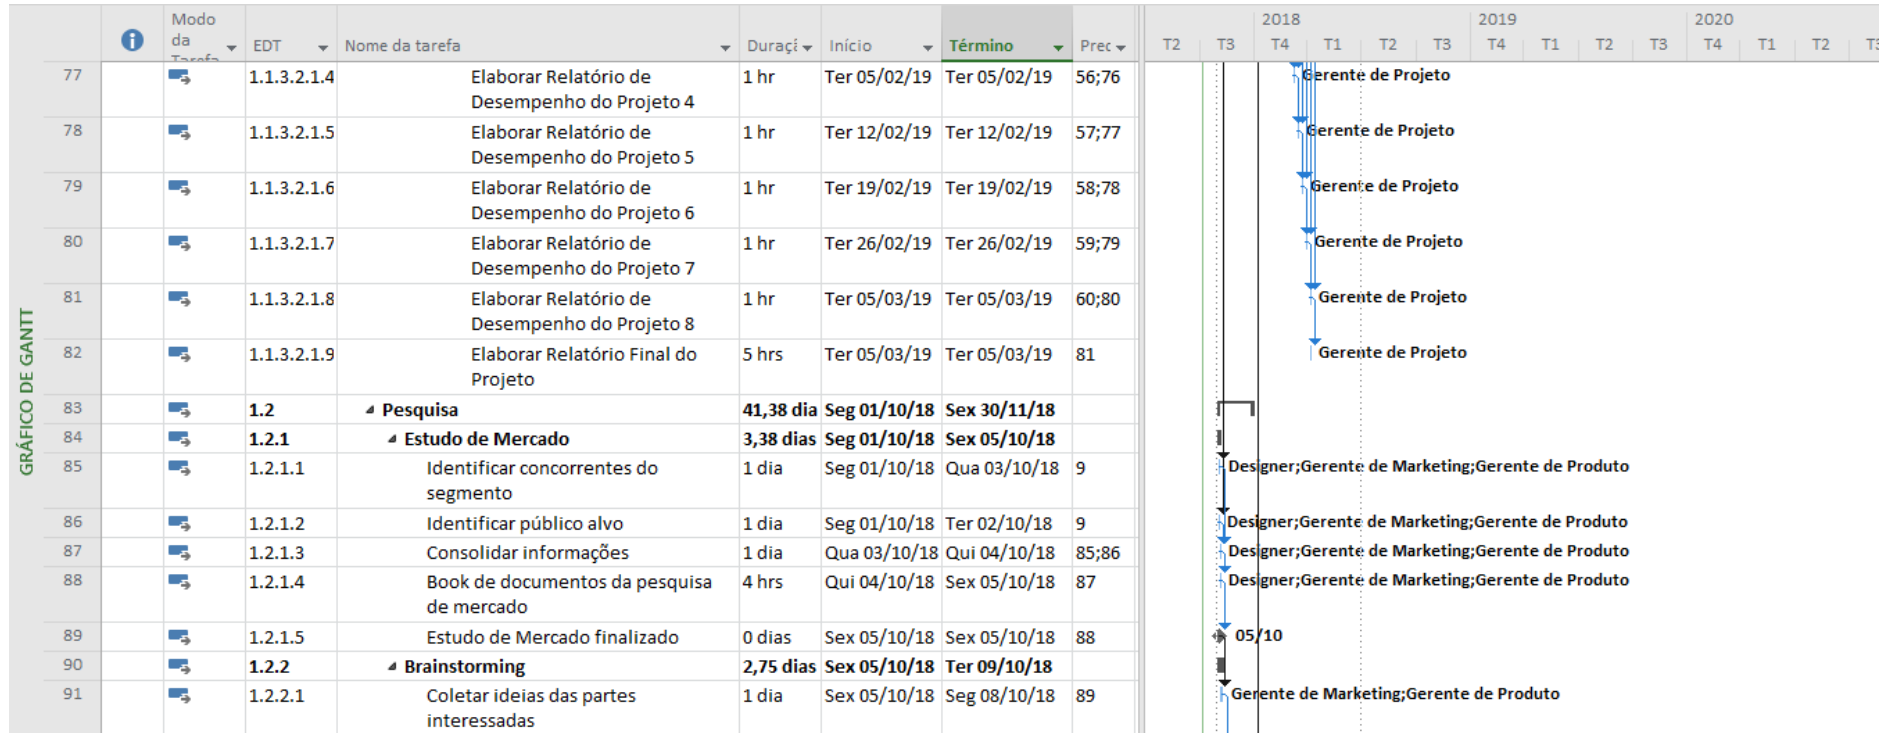 Modo da Tarefa EDT Nome da tarefa Duraçã Início Término Prec
2018 2019 2020
T2 T3 T4 T1 T2 T3 T4 T1 T2 T3 T4 T1 T2
GRÁFICO DE GANTT
77 1.1.3.2.1.4 Elaborar Relatório de 1 hr Ter 05/02/19 Ter 05/02/19 56;76 Gerente de Projeto
Desempenho do Projeto 4
78 1.1.3.2.1.5 Elaborar Relatório de 1 hr Ter 12/02/19 Ter 12/02/19 57;77 Gerente de Projeto
Desempenho do Projeto 5
79 1.1.3.2.1.6 Elaborar Relatório de 1 hr Ter 19/02/19 Ter 19/02/19 58;78 Gerente de Projeto
Desempenho do Projeto 6
80 1.1.3.2.1.7 Elaborar Relatório de 1 hr Ter 26/02/19 Ter 26/02/19 59;79 Gerente de Projeto
Desempenho do Projeto 7
81 1.1.3.2.1.8 Elaborar Relatório de 1 hr Ter 05/03/19 Ter 05/03/19 60;80 Gerente de Projeto
Desempenho do Projeto 8
82 1.1.3.2.1.9 Elaborar Relatório Final do 5 hrs Ter 05/03/19 Ter 05/03/19 81 Gerente de Projeto
Projeto
83 1.2 Pesquisa 41,38 dia Seg 01/10/18 Sex 30/11/18
84 1.2.1 Estudo de Mercado 3,38 dias Seg 01/10/18 Sex 05/10/18
85 1.2.1.1 Identificar concorrentes do 1 dia Seg 01/10/18 Qua 03/10/18 9 Designer;Gerente de Marketing;Gerente de Produto
segmento
86 1.2.1.2 Identificar público alvo 1 dia Seg 01/10/18 Ter 02/10/18 9 Designer;Gerente de Marketing;Gerente de Produto
87 1.2.1.3 Consolidar informações 1 dia Qua 03/10/18 Qui 04/10/18 85;86 Designer;Gerente de Marketing;Gerente de Produto
88 1.2.1.4 Book de documentos da pesquisa 4 hrs Qui 04/10/18 Sex 05/10/18 87 Designer;Gerente de Marketing;Gerente de Produto
de mercado
89 1.2.1.5 Estudo de Mercado finalizado 0 dias Sex 05/10/18 Sex 05/10/18 88 05/10
90 1.2.2 Brainstorming 2,75 dias Sex 05/10/18 Ter 09/10/18
91 1.2.2.1 Coletar ideias das partes 1 dia Sex 05/10/18 Seg 08/10/18 89 Gerente de Marketing;Gerente de Produto
interessadas